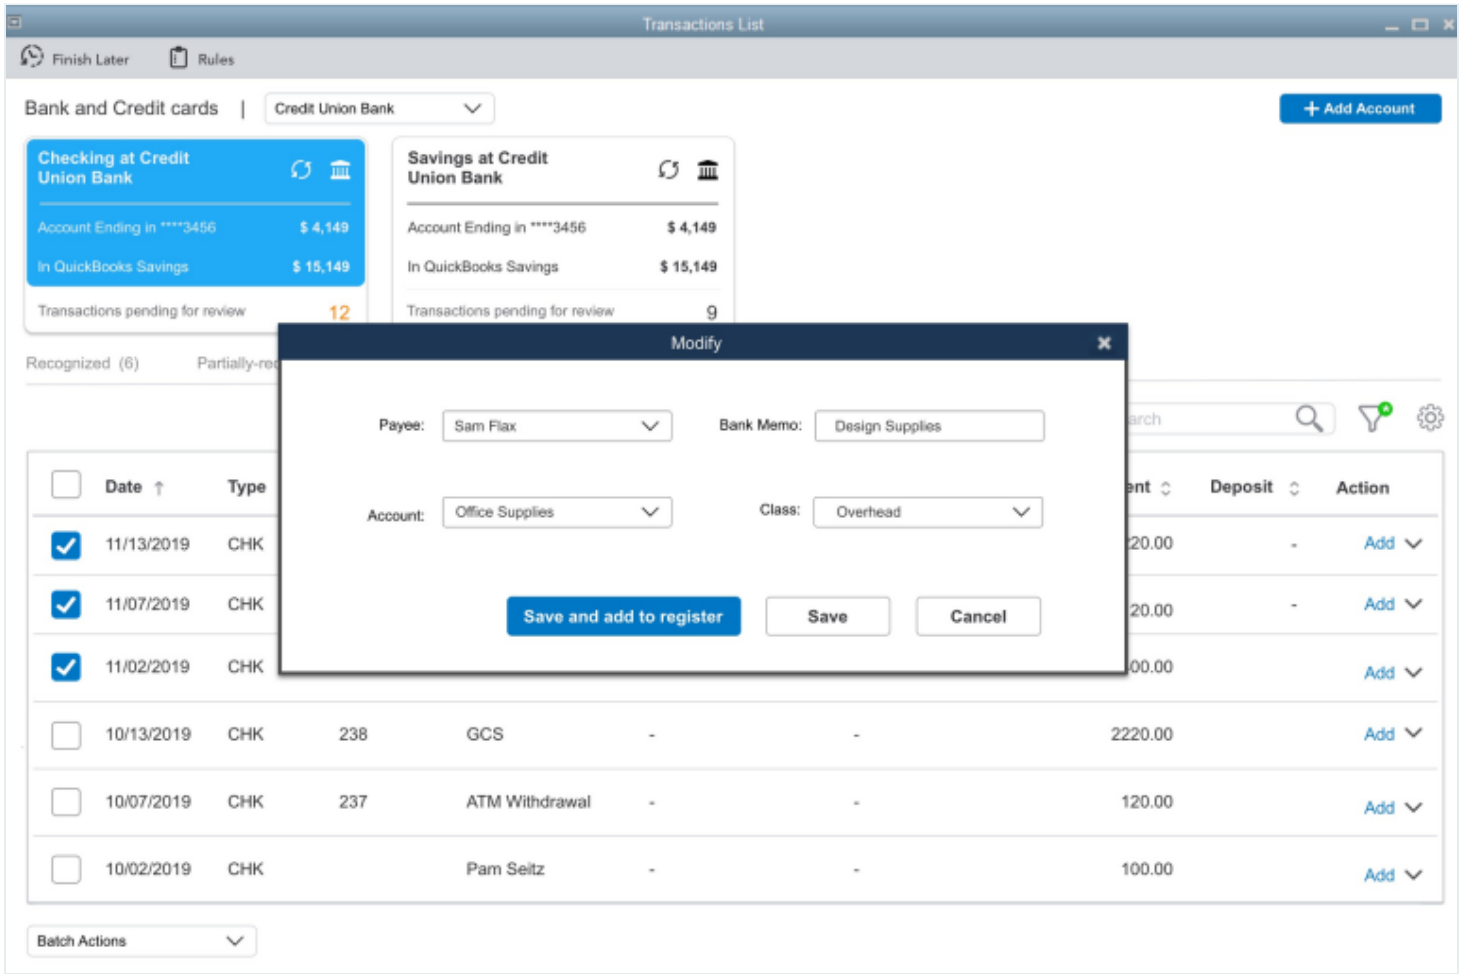 Transactions List
Finish Later Rules
Bank and Credit cards | Credit Union Bank + Add Account
Checking at Credit
Union Bank
Account Ending in ****3456 $ 4,149
In QuickBooks Savings $ 15,149
Transactions pending for review 12
Savings at Credit
Union Bank
Account Ending in ****3456 $ 4,149
In QuickBooks Savings $ 15,149
Transactions pending for review 9
Recognized (6) Partially-rec
Modify
Payee: Sam Flax Bank Memo: Design Supplies
Account: Office Supplies Class: Overhead
Save and add to register Save Cancel
arch
Date Type ent Deposit Action
11/13/2019 CHK 20.00 - Add
11/07/2019 CHK 20.00 - Add
11/02/2019 CHK 00.00 Add
10/13/2019 CHK 238 GCS - - 2220.00 Add
10/07/2019 CHK 237 ATM Withdrawal - - 120.00 Add
10/02/2019 CHK Pam Seitz - - 100.00 Add
Batch Actions